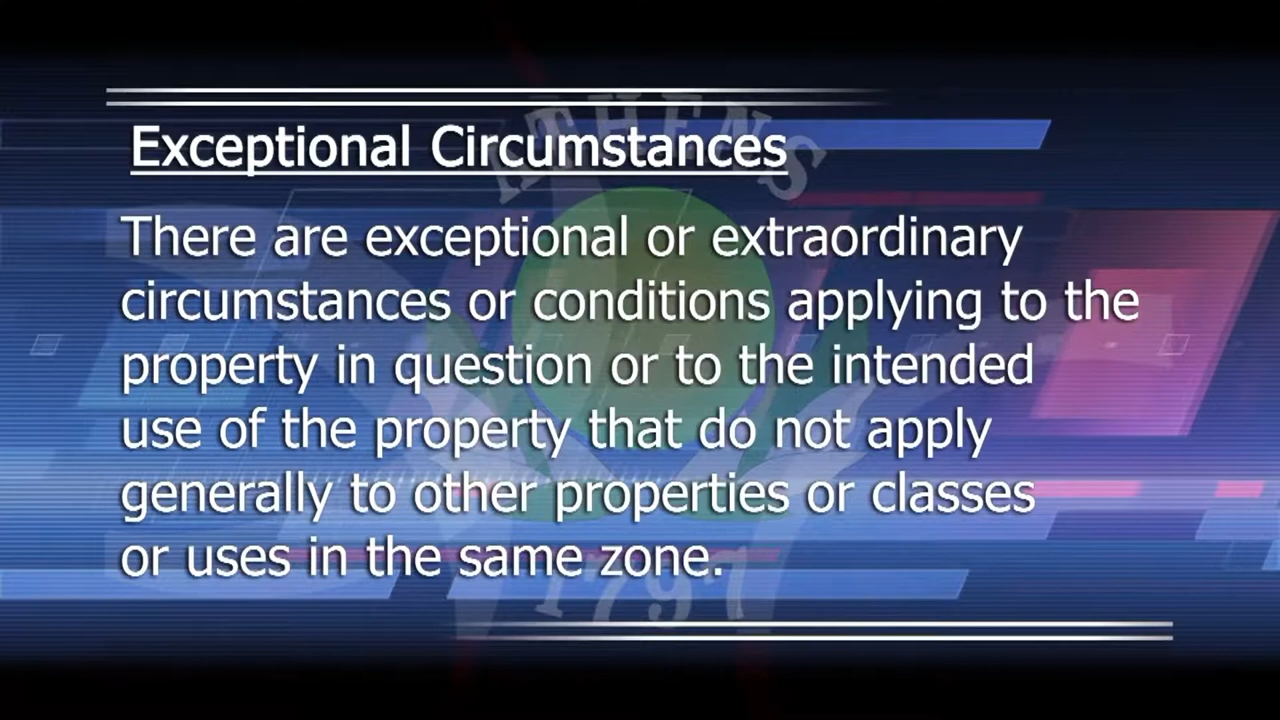 ATHENS
Exceptional Circumstances
There are exceptional or extraordinary
circumstances or conditions applying to the
property in question or to the intended
use of the property that do not apply
generally to other properties or classes
or uses in the same zone.
1797